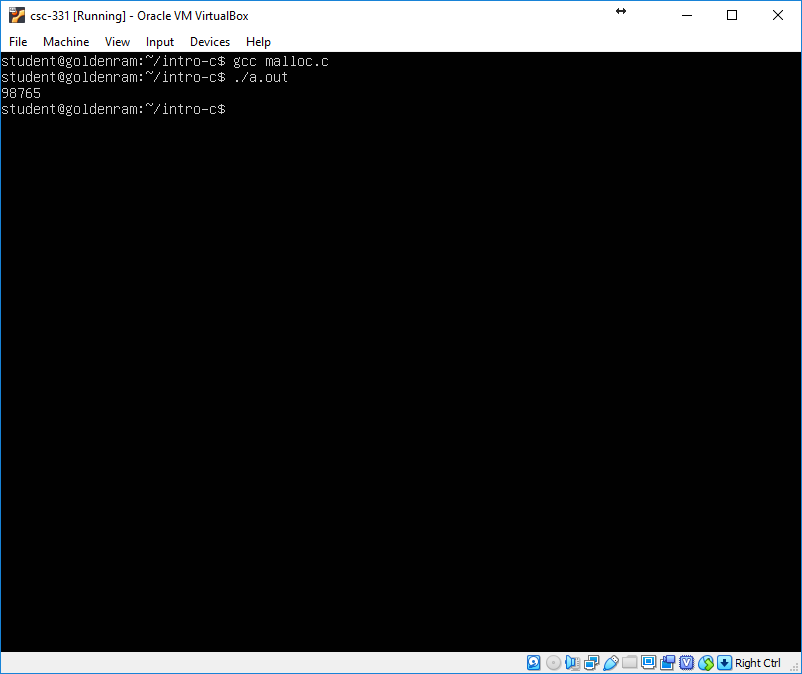 csc-331 [Running] - Oracle VM VirtualBox
File Machine View Input Devices Help
student@goldenram:~/intro-c$ gcc malloc.c
student@goldenram:~/intro-c$ ./a.out
98765
student@goldenram:~/intro-c$
Right Ctrl